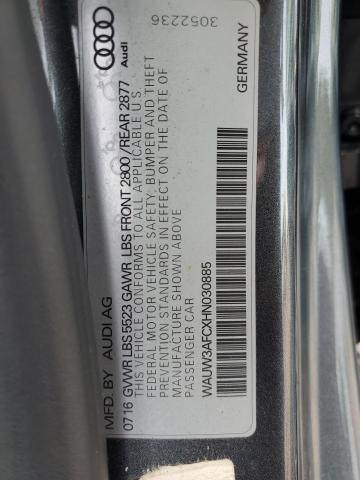 MFD. BY AUDI AG
0716 GVWR LBS 5523 GAWR LBS FRONT 2800 / REAR 2877
THIS VEHICLE CONFORMS TO ALL APPLICABLE U.S.
FEDERAL MOTOR VEHICLE SAFETY, BUMPER AND THEFT
PREVENTION STANDARDS IN EFFECT ON THE DATE OF
MANUFACTURE SHOWN ABOVE
PASSENGER CAR
WAUW3AFCXHN030885
Audi
3052236
GERMANY